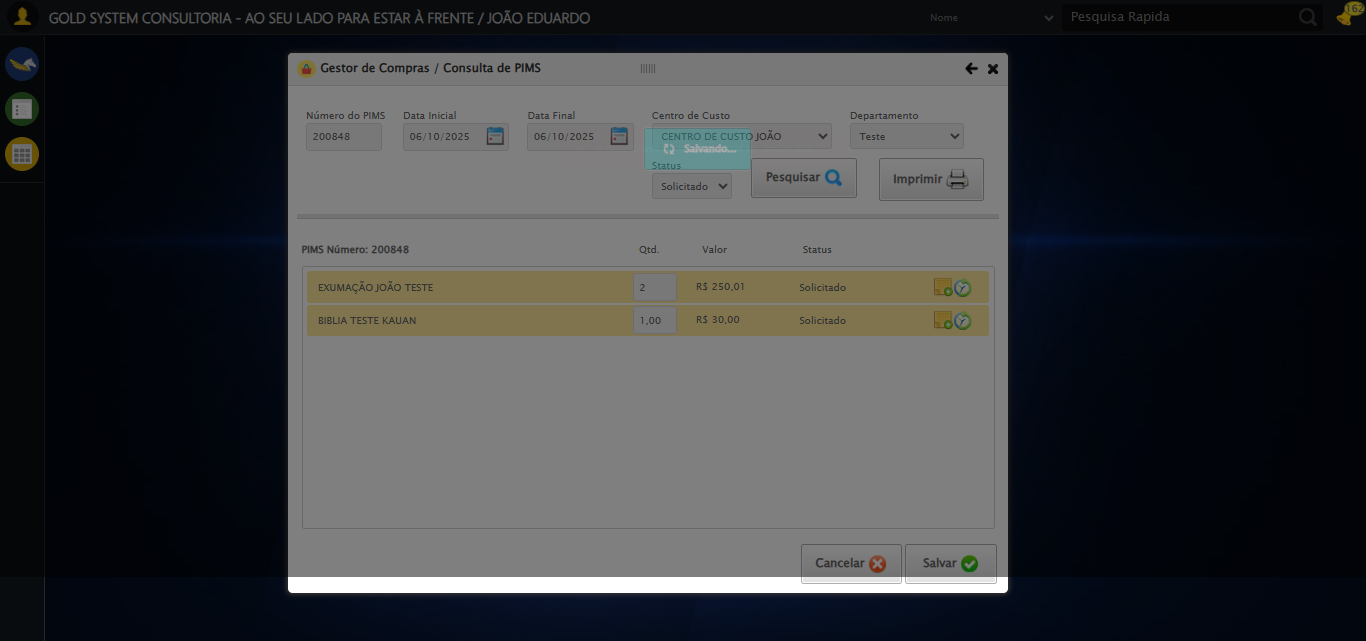 GOLD SYSTEM CONSULTORIA - AO SEU LADO PARA ESTAR À FRENTE / JOÃO EDUARDO
Nome
Pesquisa Rapida
162
Gestor de Compras / Consulta de PIMS
Número do PIMS Data Inicial Data Final Centro de Custo Departamento
200848 06/10/2025 06/10/2025 CENTRO DE CUSTO JOÃO Teste
Salvando...
Status
Solicitado Pesquisar Imprimir
PIMS Número: 200848 Qtd. Valor Status
EXUMAÇÃO JOÃO TESTE 2 R$ 250,01 Solicitado
BIBLIA TESTE KAUAN 1,00 R$ 30,00 Solicitado
Cancelar Salvar